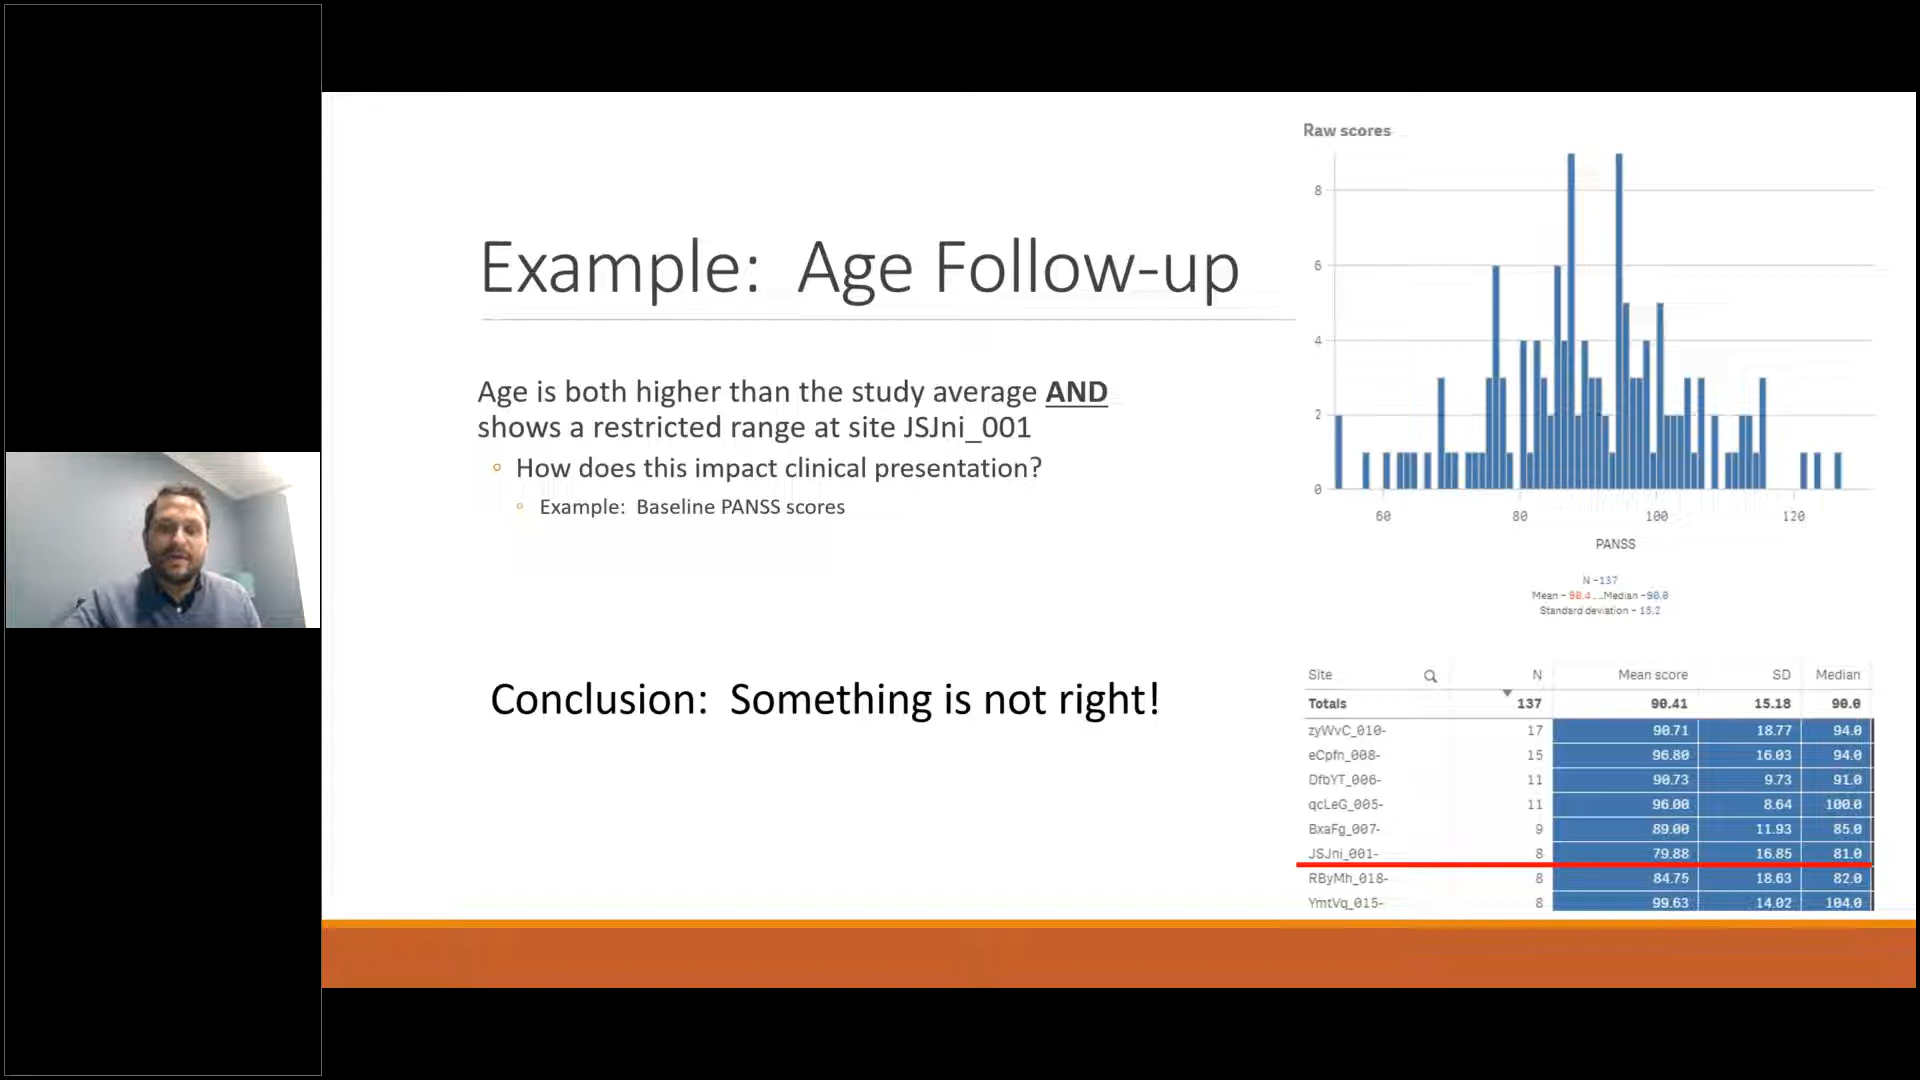 Example: Age Follow-up
Age is both higher than the study average AND
shows a restricted range at site JSJni_001
How does this impact clinical presentation?
Example: Baseline PANSS scores
Conclusion: Something is not right!
Raw scores
8
6
4
2
0
60 80 100 120
PANSS
N -137
Mean - 90.4...Median -90.0
Standard deviation - 15.2
Site N Mean score SD Median
Totals 137 90.41 15.18 90.0
zyWvC_010- 17 90.71 18.77 94.0
eCpfn_008- 15 96.80 16.03 94.0
DfbYT_006- 11 90.73 9.73 91.0
qcLeG_005- 11 96.00 8.64 100.0
BxaFg_007- 9 89.00 11.93 85.0
JSJni_001- 8 79.88 16.85 81.0
RByMh_018- 8 84.75 18.63 82.0
YmtVq_015- 8 99.63 14.02 104.0